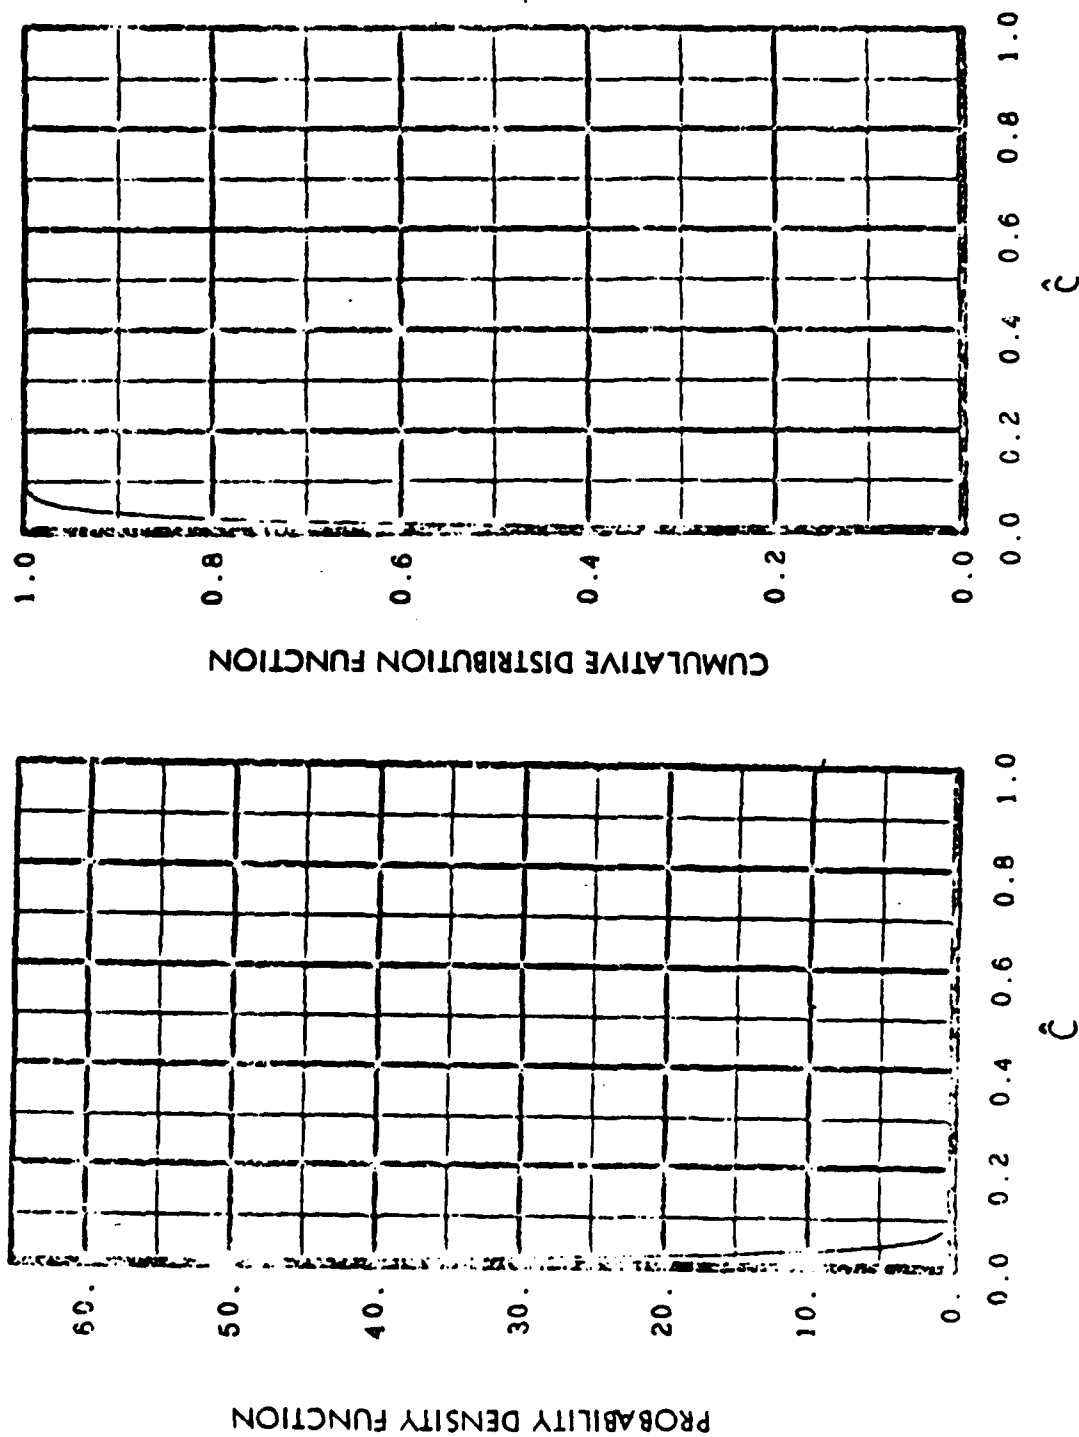 CUMULATIVE DISTRIBUTION FUNCTION
1.0
0.8
0.6
0.4
0.2
0.0
0.0 0.2 0.4 0.6 0.8 1.0
Ĉ
PROBABILITY DENSITY FUNCTION
60.
50.
40.
30.
20.
10.
0.
0.0 0.2 0.4 0.6 0.8 1.0
Ĉ